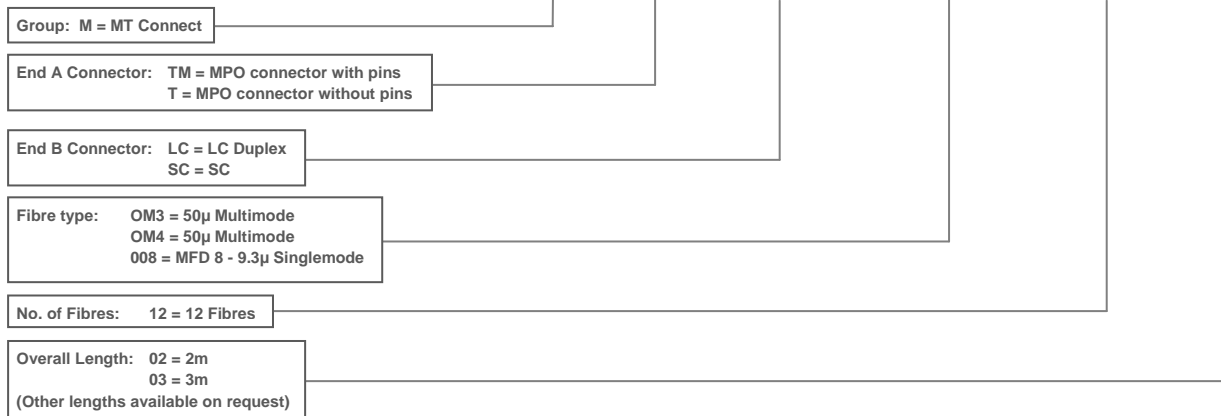 Group: M = MT Connect
End A Connector: TM = MPO connector with pins
T = MPO connector without pins
End B Connector: LC = LC Duplex
SC = SC
Fibre type: OM3 = 50µ Multimode
OM4 = 50µ Multimode
008 = MFD 8 - 9.3µ Singlemode
No. of Fibres: 12 = 12 Fibres
Overall Length: 02 = 2m
03 = 3m
(Other lengths available on request)